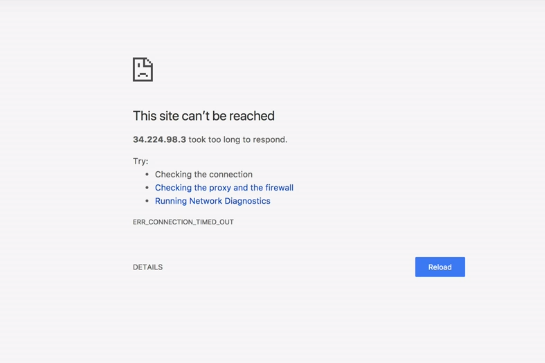 This site can’t be reached
34.224.98.3 took too long to respond.
Try:
• Checking the connection
• Checking the proxy and the firewall
• Running Network Diagnostics
ERR_CONNECTION_TIMED_OUT
DETAILS
Reload